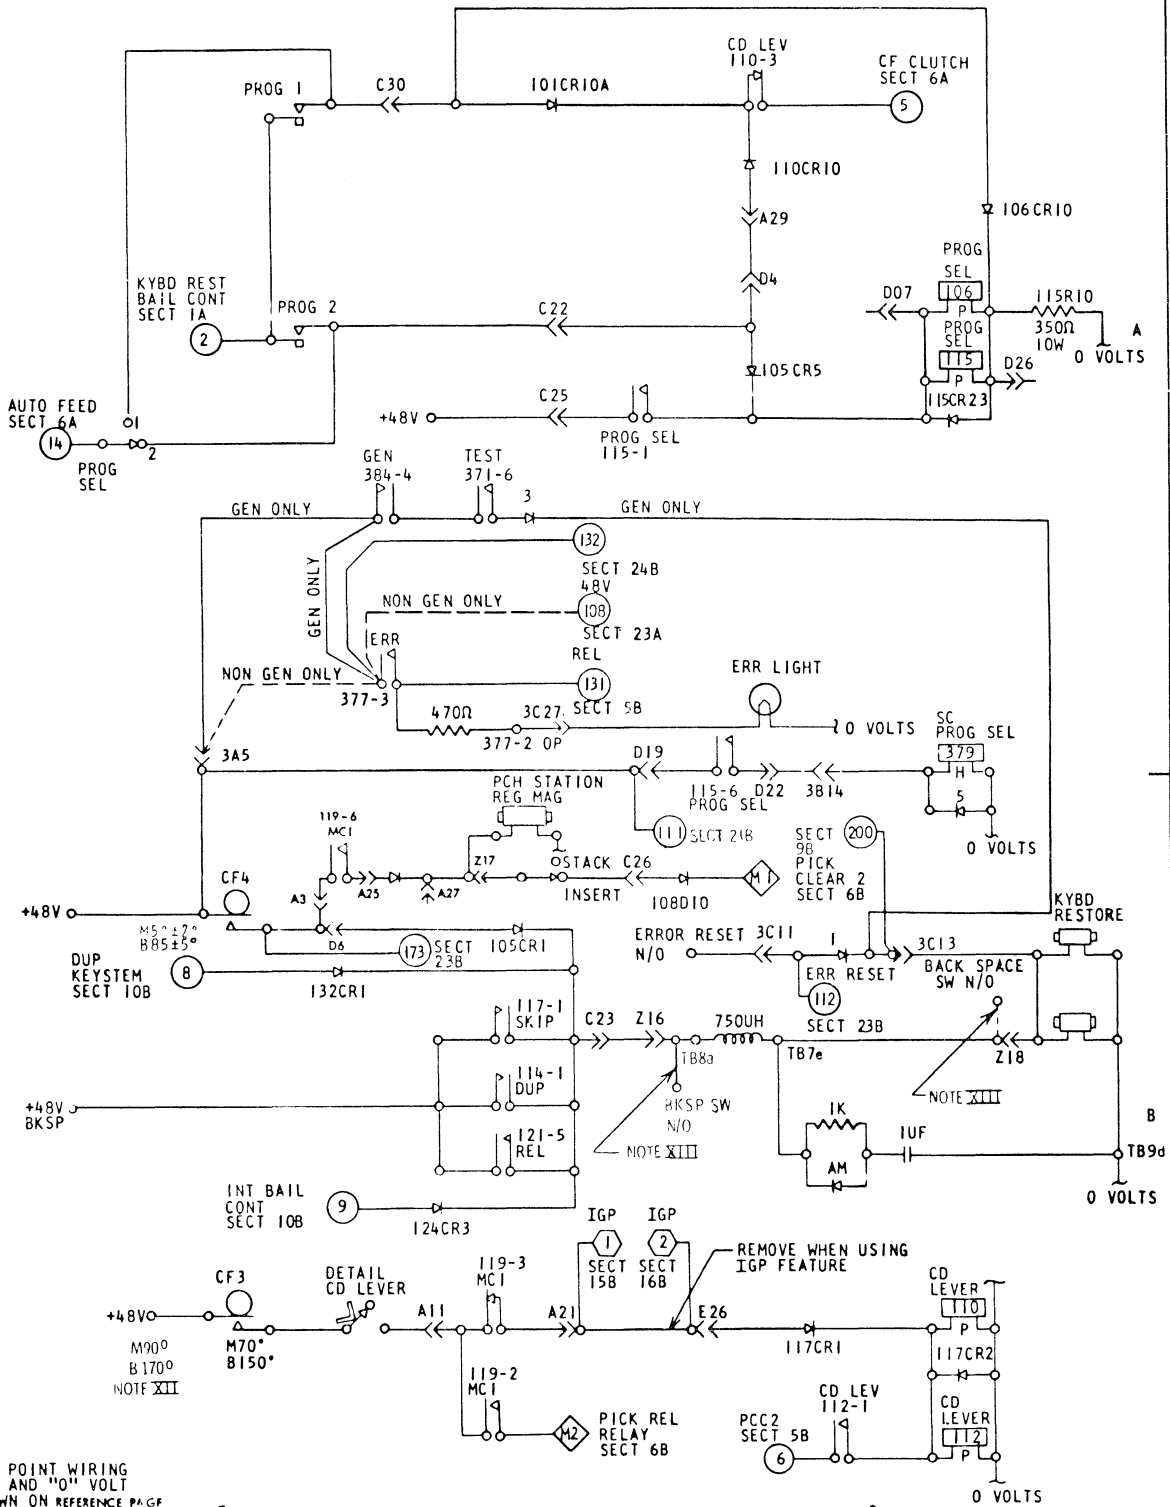 CD LEV
110-3
CF CLUTCH
SECT 6A
5
PROG 1
C30
101CR10A
110CR10
A29
106CR10
D4
PROG
SEL
106
P
D07
115R10
350Ω
10W
0 VOLTS
A
KYBD REST
BAIL CONT
SECT 1A
2
PROG 2
C22
PROG
SEL
115
P
D26
105CR5
115CR23
AUTO FEED
SECT 6A
14
1
2
PROG
SEL
+48V
C25
PROG SEL
115-1
GEN
384-4
TEST
371-6
3
GEN ONLY
GEN ONLY
GEN ONLY
132
SECT 24B
48V
NON GEN ONLY
108
SECT 23A
ERR
REL
NON GEN ONLY
131
SECT 5B
377-3
ERR LIGHT
470Ω
3C27
377-2 OP
0 VOLTS
SC
PROG SEL
379
H
5
0 VOLTS
3A5
D19
115-6
PROG SEL
D22
3B14
PCH STATION
REG MAG
111
SECT 21B
SECT
9B
200
PICK
CLEAR 2
SECT 6B
119-6
MC1
STACK
C26
M1
Z17
INSERT
108D10
A3
A25
A27
CF4
+48V
M5°±2°
B85±5°
D6
173
SECT
23B
105CR1
ERROR RESET
N/O
3C11
1
3C13
KYBD
RESTORE
ERR RESET
BACK SPACE
SW N/O
112
SECT 23B
DUP
KEYSTEM
SECT 10B
8
132CR1
117-1
SKIP
C23
Z16
750UH
TB8a
TB7e
Z18
NOTE XIII
114-1
DUP
+48V
BKSP
BKSP SW
N/O
NOTE XIII
1K
1UF
AM
B
TB9d
0 VOLTS
121-5
REL
INT BAIL
CONT
SECT 10B
9
124CR3
IGP
1
SECT
15B
IGP
2
SECT
16B
REMOVE WHEN USING
IGP FEATURE
CF3
DETAIL
CD LEVER
119-3
MC1
+48V
A11
A21
E26
CD
LEVER
110
P
M90°
B170°
NOTE XII
M70°
B150°
117CR1
117CR2
119-2
MC1
M2
PICK REL
RELAY
SECT 6B
PCC2
SECT 5B
6
CD LEV
112-1
CD
LEVER
112
P
0 VOLTS
POINT WIRING
AND "0" VOLT
WN ON REFERENCE PAGE